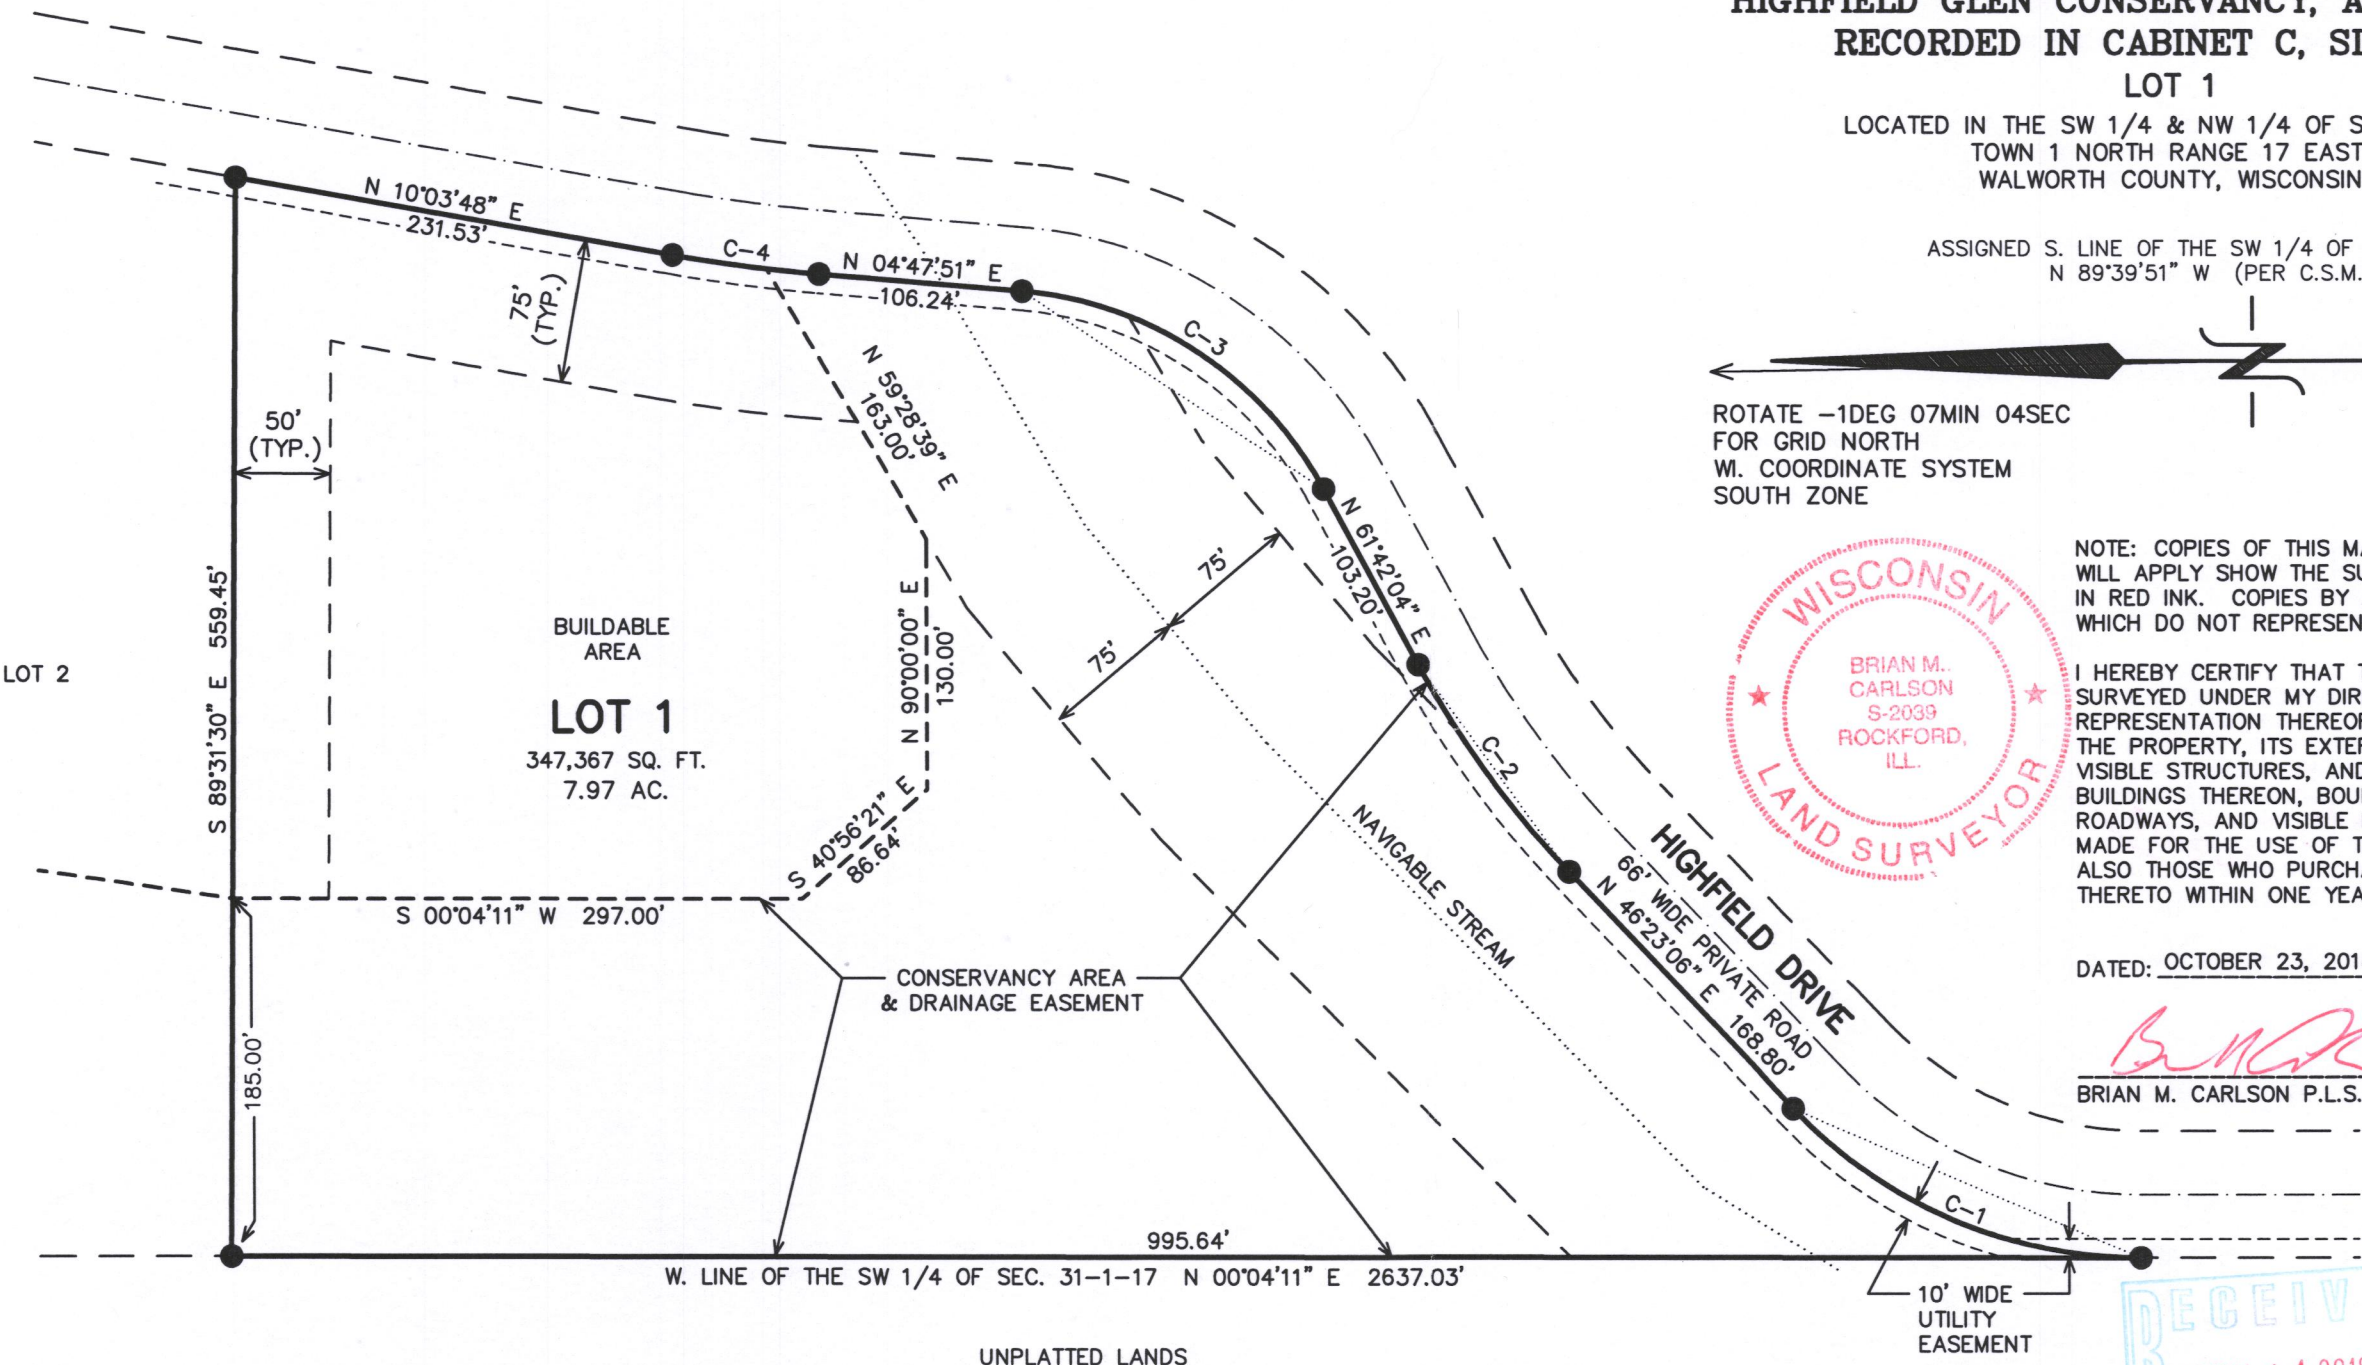 HIGHFIELD GLEN CONSERVANCY, A
RECORDED IN CABINET C,
LOT 1
LOCATED IN THE SW 1/4 & NW 1/4 OF S
TOWN 1 NORTH RANGE 17 EAST
WALWORTH COUNTY, WISCONSIN
ASSIGNED S. LINE OF THE SW 1/4 OF
N 89°39'51" W (PER C.S.M.
ROTATE -1DEG 07MIN 04SEC
FOR GRID NORTH
WI. COORDINATE SYSTEM
SOUTH ZONE
NOTE: COPIES OF THIS
WILL APPLY SHOW THE
IN RED INK. COPIES BY
WHICH DO NOT REPRESEN
I HEREBY CERTIFY THAT
SURVEYED UNDER MY
REPRESENTATION THEREOF
THE PROPERTY, ITS
VISIBLE STRUCTURES, AND
BUILDINGS THEREON,
ROADWAYS, AND VISIBLE
MADE FOR THE USE OF
ALSO THOSE WHO
THERETO WITHIN ONE
DATED: OCTOBER 23, 201
BRIAN M. CARLSON P.L.S.
WISCONSIN
BRIAN M.
CARLSON
S-2039
ROCKFORD,
ILL.
LAND SURVEYOR
N 10°03'48" E
231.53'
C-4
N 04°47'51" E
106.24'
C-3
75'
(TYP.)
50'
(TYP.)
N 59°28'39" E
163.00'
N 61°42'04" E
103.20'
75'
75'
S 89°31'30" E 559.45'
LOT 2
BUILDABLE
AREA
LOT 1
347,367 SQ. FT.
7.97 AC.
N 90°00'00" E
130.00'
S 40°56'21" E
86.64'
S 00°04'11" W 297.00'
185.00'
C-2
NAVIGABLE STREAM
HIGHFIELD DRIVE
66' WIDE PRIVATE ROAD
N 46°23'06" E 168.80'
CONSERVANCY AREA
& DRAINAGE EASEMENT
C-1
995.64'
W. LINE OF THE SW 1/4 OF SEC. 31-1-17 N 00°04'11" E 2637.03'
10' WIDE
UTILITY
EASEMENT
UNPLATTED LANDS
RECEIV